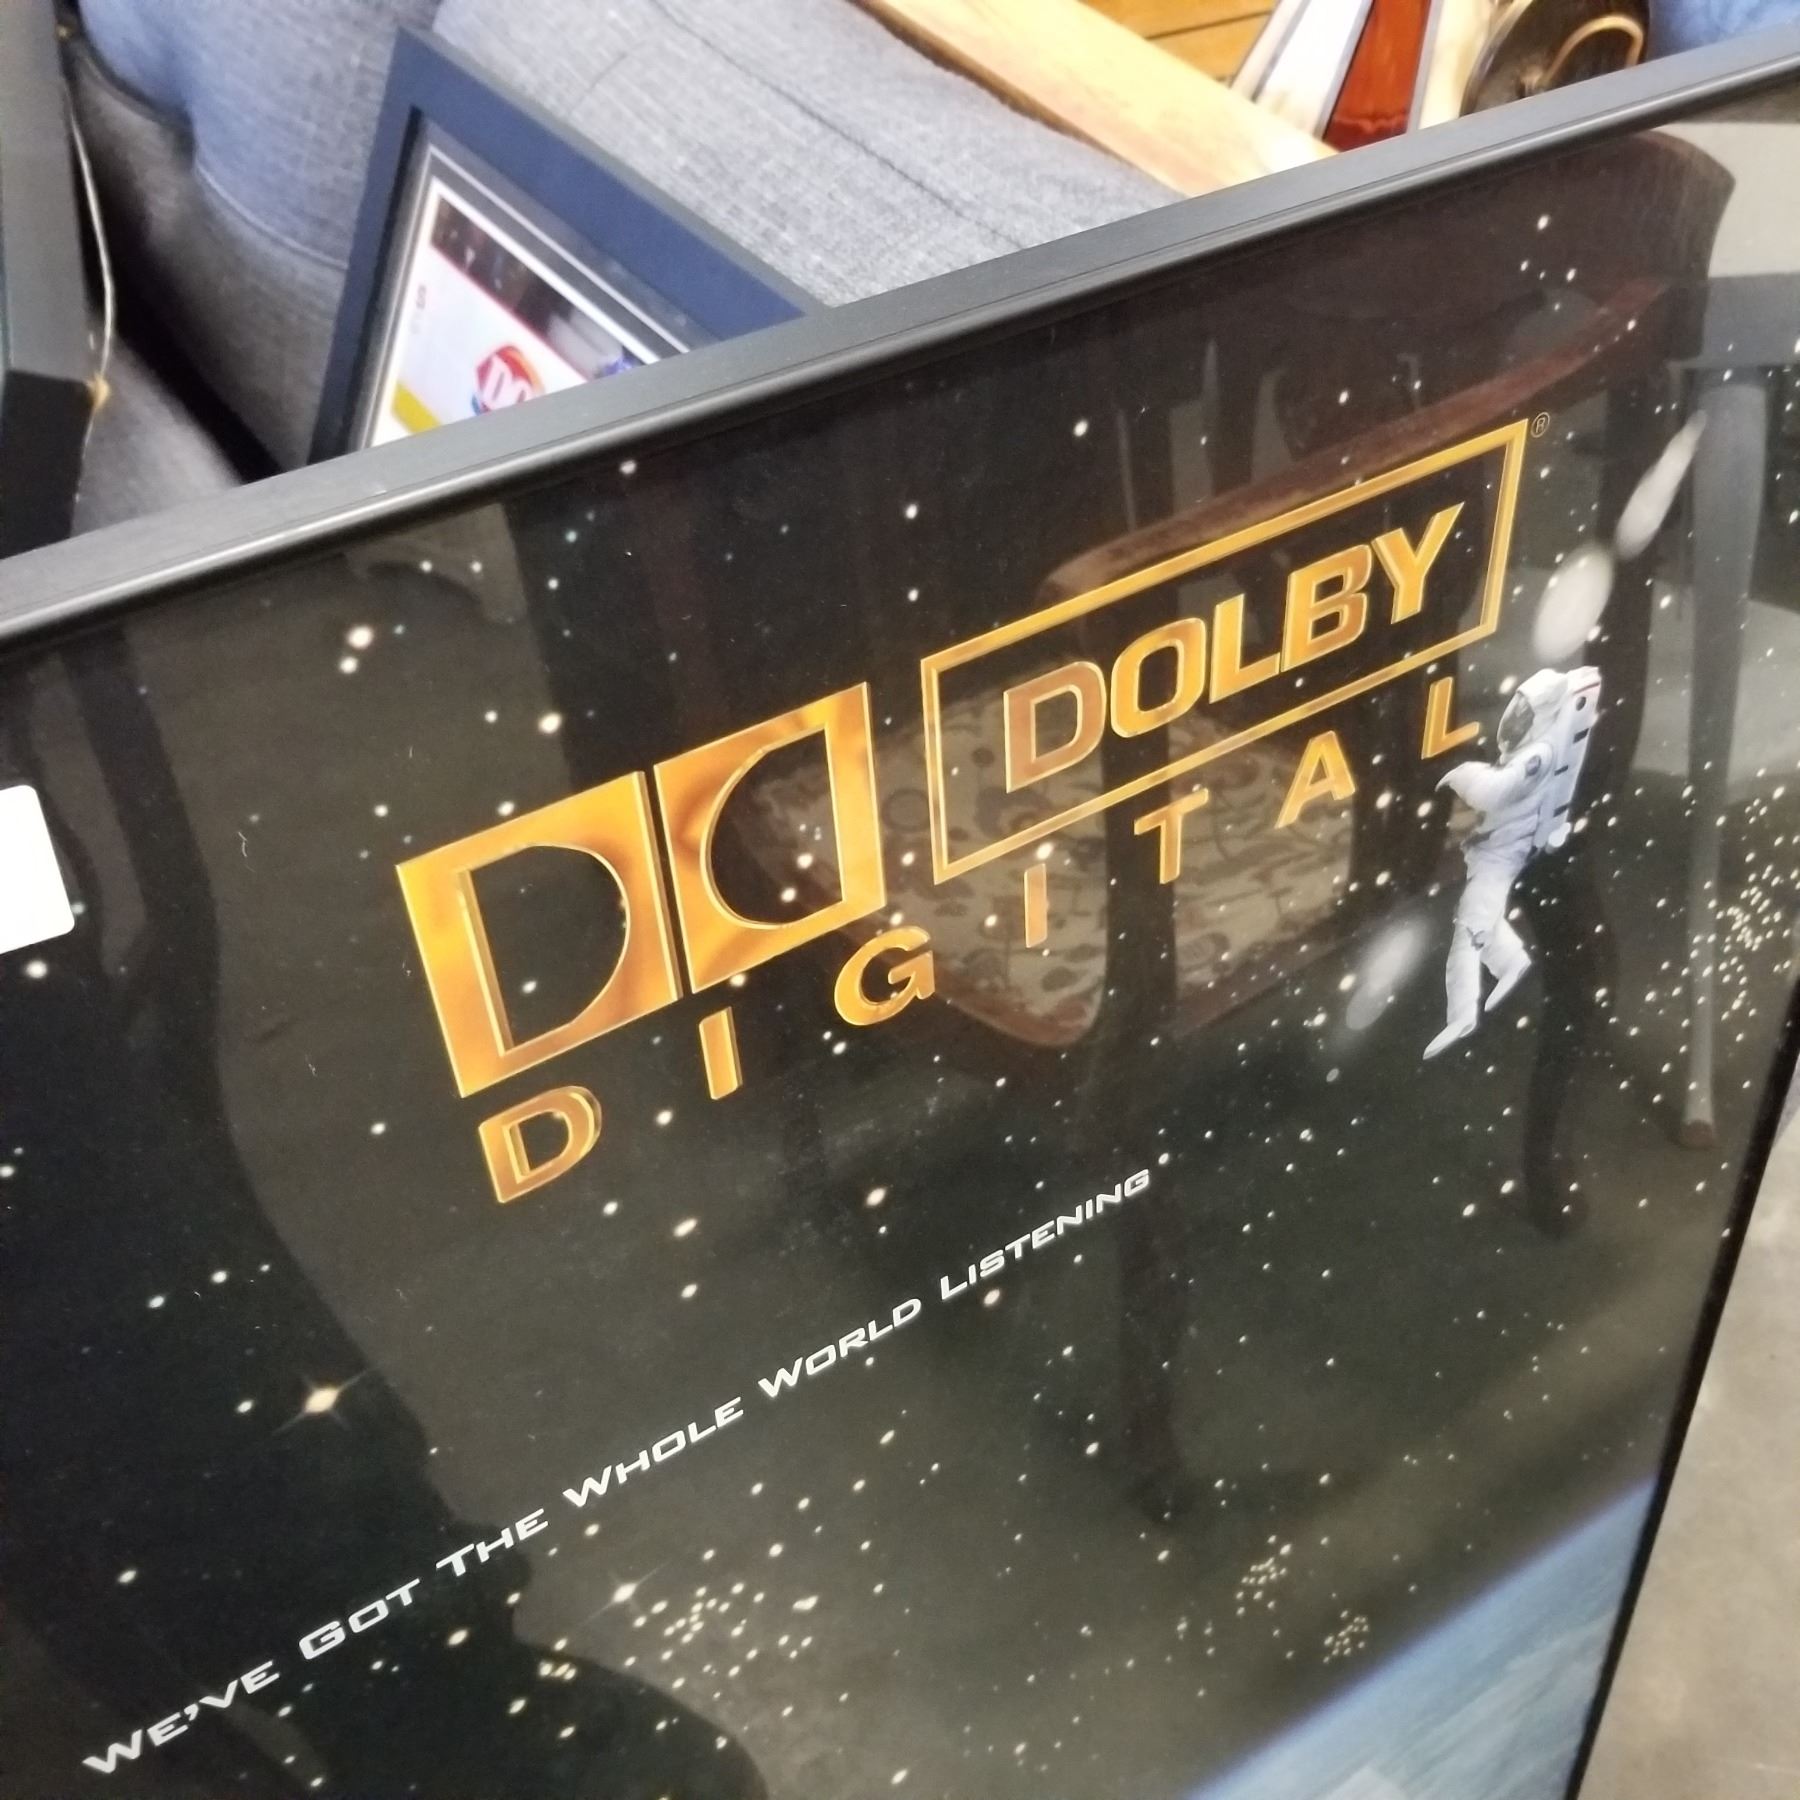 DOLBY®
DIGITAL
WE'VE GOT THE WHOLE WORLD LISTENING